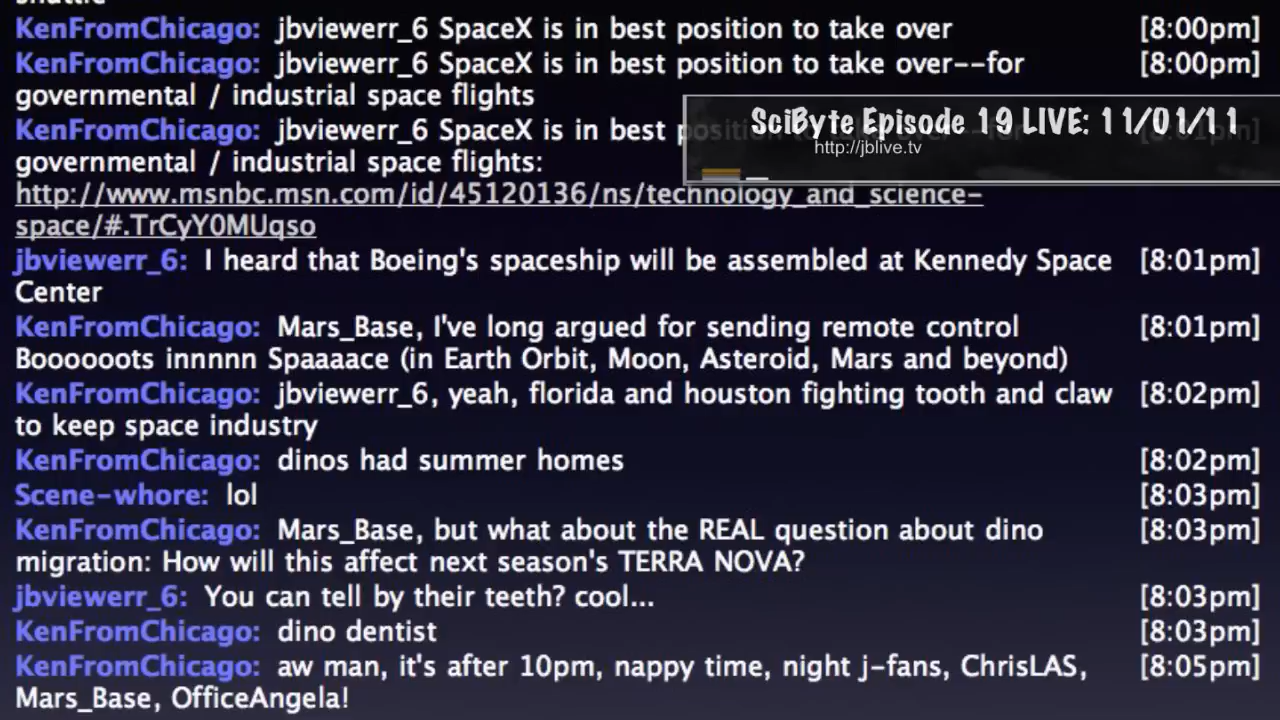 shuttle
KenFromChicago: jbviewerr_6 SpaceX is in best position to take over [8:00pm]
KenFromChicago: jbviewerr_6 SpaceX is in best position to take over--for [8:00pm]
governmental / industrial space flights
SciByte Episode 19 LIVE: 11/01/11
http://jblive.tv
KenFromChicago: jbviewerr_6 SpaceX is in best position to take over--for [8:01pm]
governmental / industrial space flights:
http://www.msnbc.msn.com/id/45120136/ns/technology_and_science-
space/#.TrCyY0MUqso
jbviewerr_6: I heard that Boeing's spaceship will be assembled at Kennedy Space [8:01pm]
Center
KenFromChicago: Mars_Base, I've long argued for sending remote control [8:01pm]
Boooooots innnnn Spaaaace (in Earth Orbit, Moon, Asteroid, Mars and beyond)
KenFromChicago: jbviewerr_6, yeah, florida and houston fighting tooth and claw [8:02pm]
to keep space industry
KenFromChicago: dinos had summer homes [8:02pm]
Scene-whore: lol [8:03pm]
KenFromChicago: Mars_Base, but what about the REAL question about dino [8:03pm]
migration: How will this affect next season's TERRA NOVA?
jbviewerr_6: You can tell by their teeth? cool... [8:03pm]
KenFromChicago: dino dentist [8:03pm]
KenFromChicago: aw man, it's after 10pm, nappy time, night j-fans, ChrisLAS, [8:05pm]
Mars_Base, OfficeAngela!